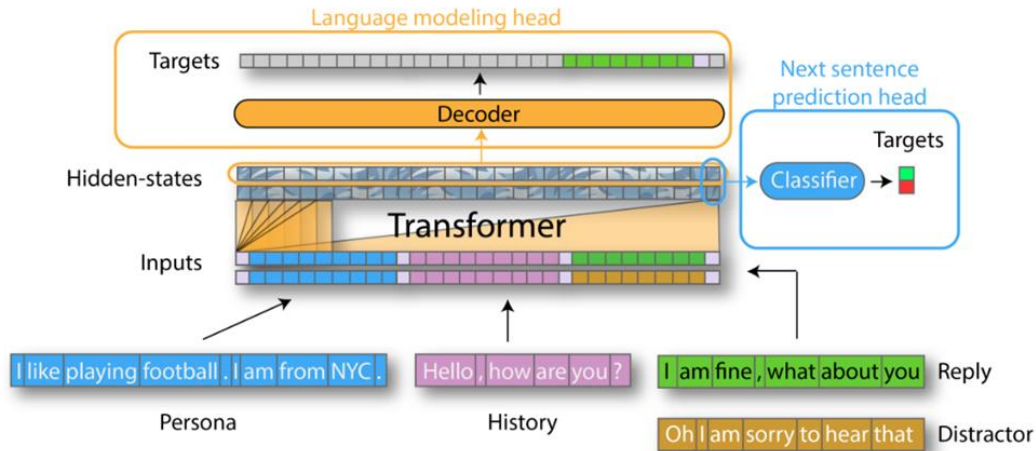 Language modeling head
Targets
Next sentence
prediction head
Decoder
Targets
Hidden-states
Classifier
Transformer
Inputs
I like playing football . I am from NYC .
Hello , how are you ?
I am fine , what about you
Reply
Persona
History
Oh I am sorry to hear that
Distractor